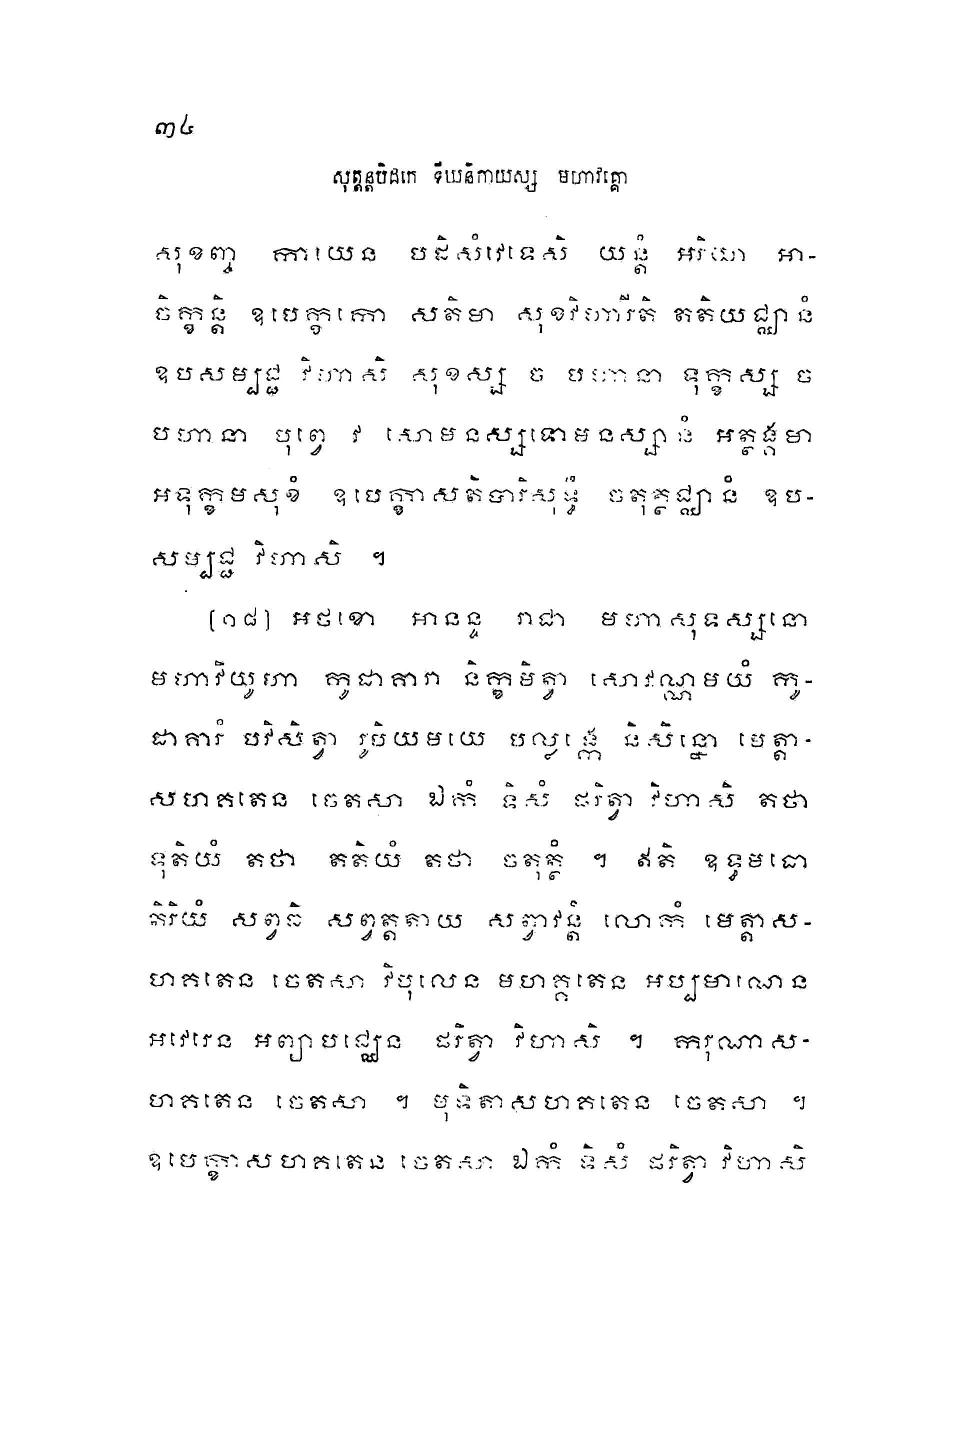 ៣៤
សុត្តន្តបិដកេ ទីឃនិកាយស្ស មហាវគ្គោ
សុខញ្ច កាយេន បដិសំវេទេសិ យន្តំ អរិយា អា-
ចិក្ខន្តិ ឧបេក្ខកោ សតិមា សុខវិហារីតិ តតិយជ្ឈានំ
ឧបសម្បជ្ជ វិហាសិ សុខស្ស ច បហានា ទុក្ខស្ស ច
បហានា បុព្វេ វ សោមនស្សទោមនស្សានំ អត្ថង្គមា
អទុក្ខមសុខំ ឧបេក្ខាសតិបារិសុទ្ធំ ចតុត្ថជ្ឈានំ ឧប-
សម្បជ្ជ វិហាសិ ។
[១៨] អថខោ អានន្ទ រាជា មហាសុទស្សនោ
មហាវិយូហា កូដាគារា និក្ខមិត្វា សោវណ្ណមយំ កូ-
ដាគារំ បវិសិត្វា រូបិយមយេ បល្លង្កេ និសិន្នោ មេត្តា-
សហគតេន ចេតសា ឯកំ ទិសំ ផរិត្វា វិហាសិ តថា
ទុតិយំ តថា តតិយំ តថា ចតុត្ថំ ។ ឥតិ ឧទ្ធមធោ
តិរិយំ សព្វធិ សព្វត្តតាយ សព្វាវន្តំ លោកំ មេត្តាស-
ហគតេន ចេតសា វិបុលេន មហគ្គតេន អប្បមាណេន
អវេរេន អព្យាបជ្ឈេន ផរិត្វា វិហាសិ ។ ករុណាស-
ហគតេន ចេតសា ។ មុទិតាសហគតេន ចេតសា ។
ឧបេក្ខាសហគតេន ចេតសា ឯកំ ទិសំ ផរិត្វា វិហាសិ